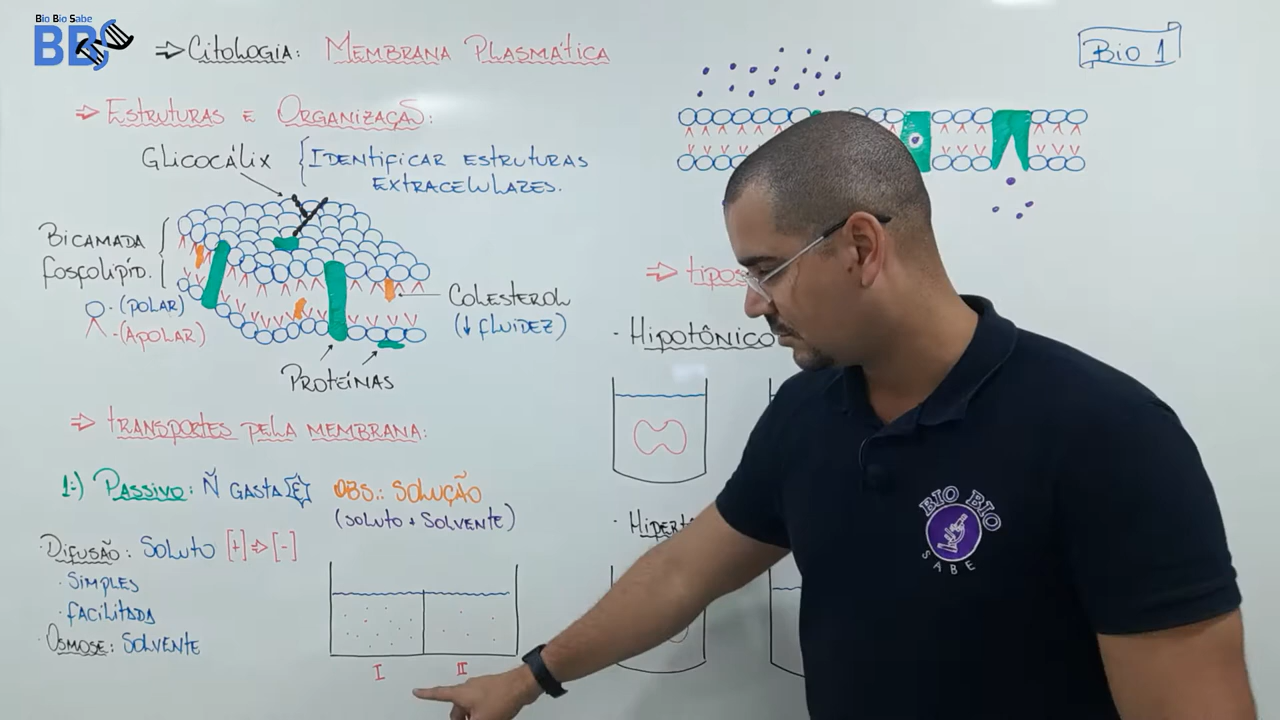 Bio Bio Sabe
BBS
⇒ Citologia: Membrana Plasmática
Bio 1
⇒ Estruturas e Organização:
Glicocálix
Identificar estruturas
extracelulares.
Bicamada
fosfolipíd.
- (Polar)
- (Apolar)
Colesterol
(↓ fluidez)
Proteínas
⇒ transportes pela membrana:
1:) Passivo: Ñ gasta [E]
OBS.: Solução
(soluto + solvente)
· Difusão: Soluto [+] ⇒ [-]
· Simples
· facilitada
· Osmose: Solvente
I
II
⇒ tipos
· Hipotônico
· Hipert
BIO BIO
SABE